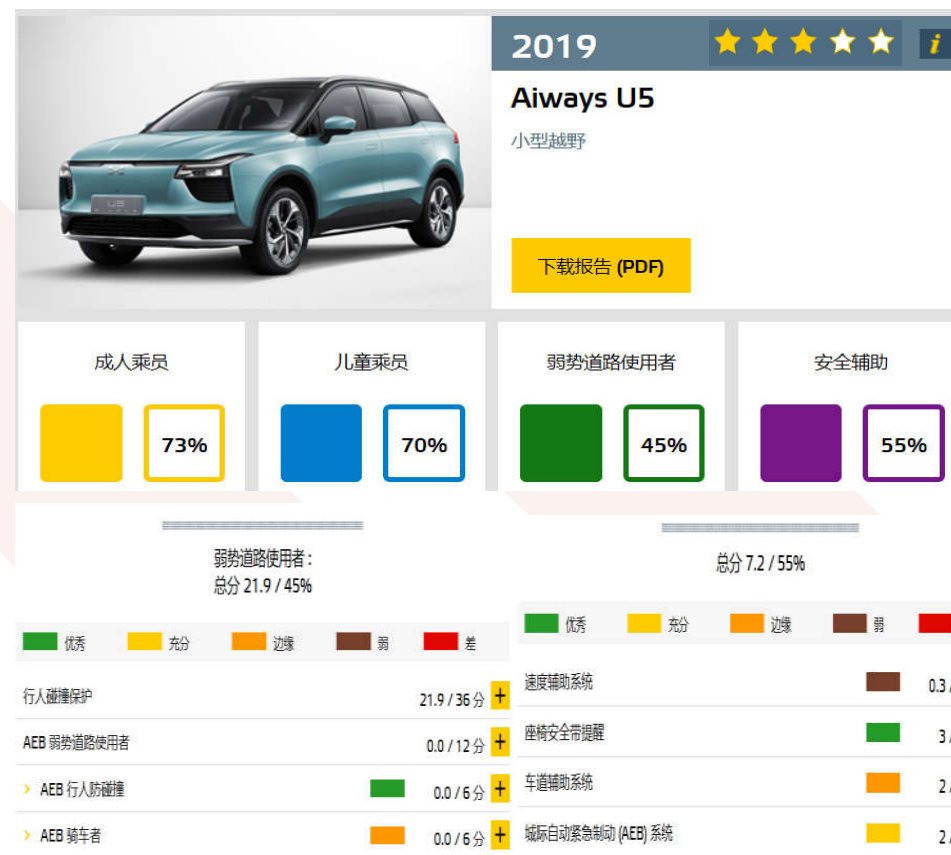 2019
Aiways U5
小型越野
下载报告 (PDF)
成人乘员
73%
儿童乘员
70%
弱势道路使用者
45%
安全辅助
55%
弱势道路使用者：
总分 21.9 / 45%
优秀 充分 边缘 弱 差
行人碰撞保护 21.9 / 36 分 +
AEB 弱势道路使用者 0.0 / 12 分 +
> AEB 行人防碰撞 0.0 / 6 分 +
> AEB 骑车者 0.0 / 6 分 +
总分 7.2 / 55%
优秀 充分 边缘 弱
速度辅助系统 0.3 /
座椅安全带提醒 3 /
车道辅助系统 2 /
城际自动紧急制动 (AEB) 系统 2 /